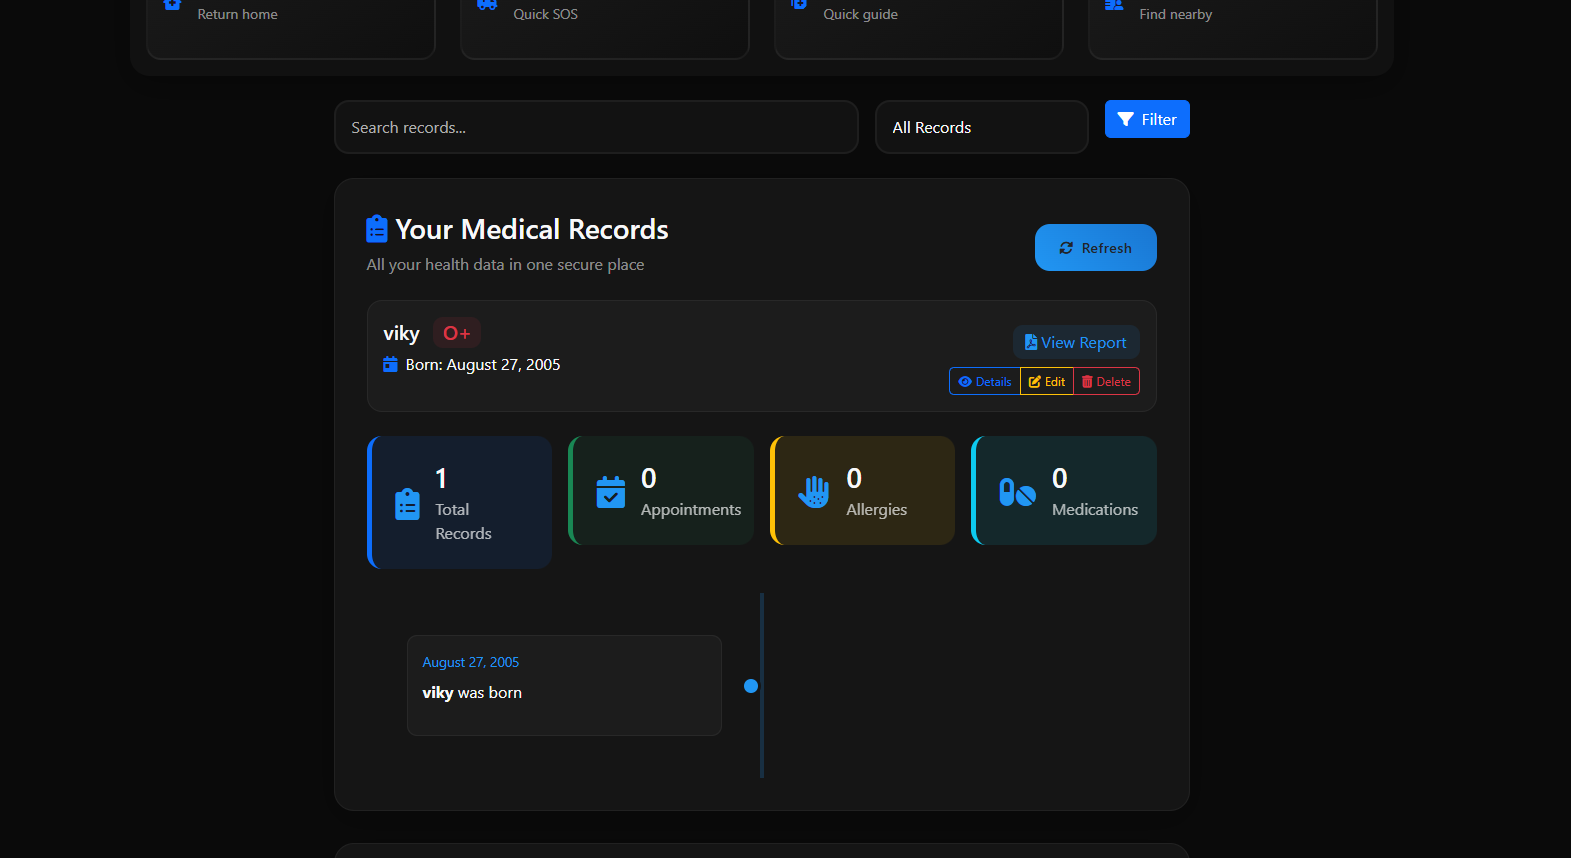 Return home
Quick SOS
Quick guide
Find nearby
Search records...
All Records
Filter
Your Medical Records
All your health data in one secure place
Refresh
viky O+
Born: August 27, 2005
View Report
Details
Edit
Delete
1
Total
Records
0
Appointments
0
Allergies
0
Medications
August 27, 2005
viky was born